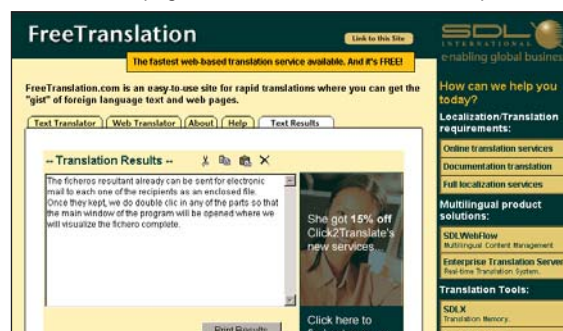 FreeTranslation
Link to this Site
The fastest web-based translation service available. And it's FREE!
FreeTranslation.com is an easy-to-use site for rapid translations where you can get the
"gist" of foreign language text and web pages.
Text Translator
Web Translator
About
Help
Text Results
-- Translation Results --
The ficheros resultant already can be sent for electronic
mail to each one of the recipients as an enclosed file.
Once they kept, we do double clic in any of the parts so that
the main window of the program will be opened where we
will visualize the fichero complete.
She got 15% off
Click2Translate's
new services...
Click here to
Print Results
SDL
INTERNATIONAL
enabling global busines
How can we help you
today?
Localization/Translation
requirements:
Online translation services
Documentation translation
Full localization services
Multilingual product
solutions:
SDLWebFlow
Multilingual Content Management
Enterprise Translation Server
Real-time Translation System.
Translation Tools:
SDLX
Translation Memory.